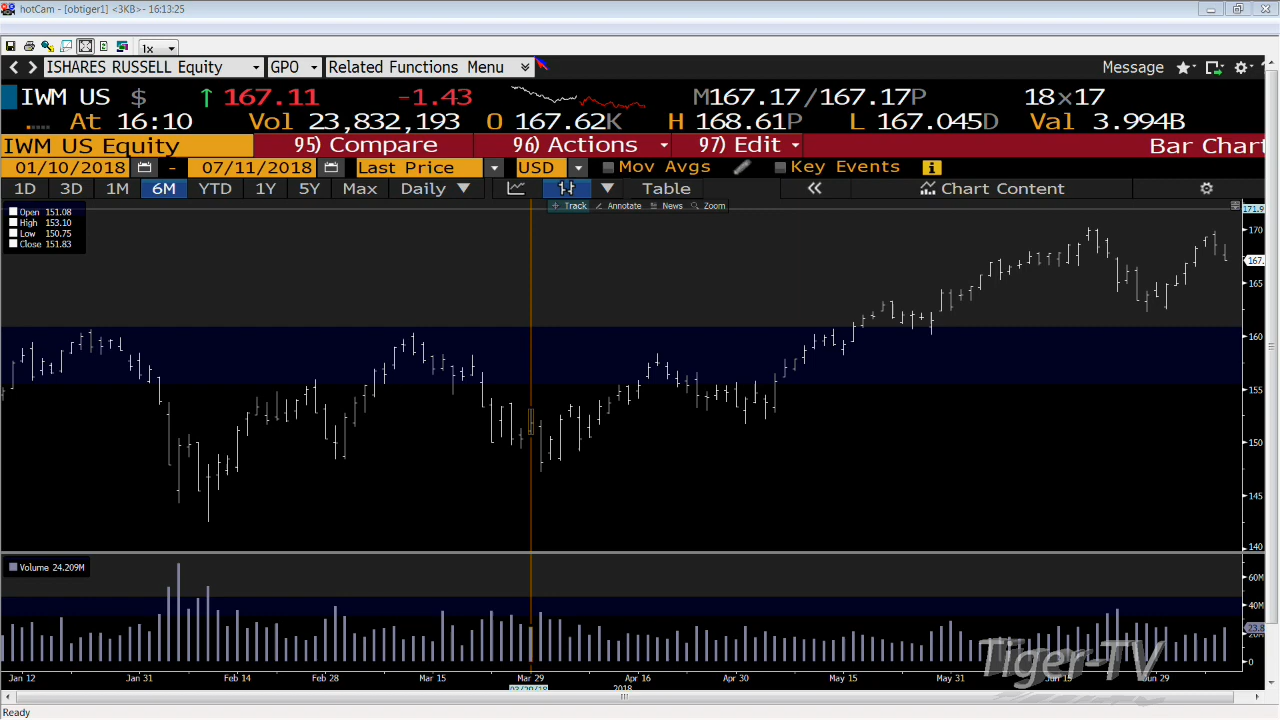 hotCam - [obtiger1] <3KB>- 16:13:25
1x
ISHARES RUSSELL Equity GPO Related Functions Menu Message
IWM US $ ↑ 167.11 -1.43 M167.17/167.17P 18x17
At 16:10 Vol 23,832,193 O 167.62K H 168.61P L 167.045D Val 3.994B
IWM US Equity 95) Compare 96) Actions 97) Edit Bar Chart
01/10/2018 - 07/11/2018 Last Price USD Mov Avgs Key Events
1D 3D 1M 6M YTD 1Y 5Y Max Daily ▼ Table « Chart Content
Track Annotate News Zoom
Open 151.08
High 153.10
Low 150.75
Close 151.83
171.9
170
167.
165
160
155
150
145
140
Volume 24.209M
60M
40M
23.8
20M
0
Tiger-TV
Jan 12 Jan 31 Feb 14 Feb 28 Mar 15 Mar 29 Apr 16 Apr 30 May 15 May 31 Jun 15 Jun 29
2018
Ready